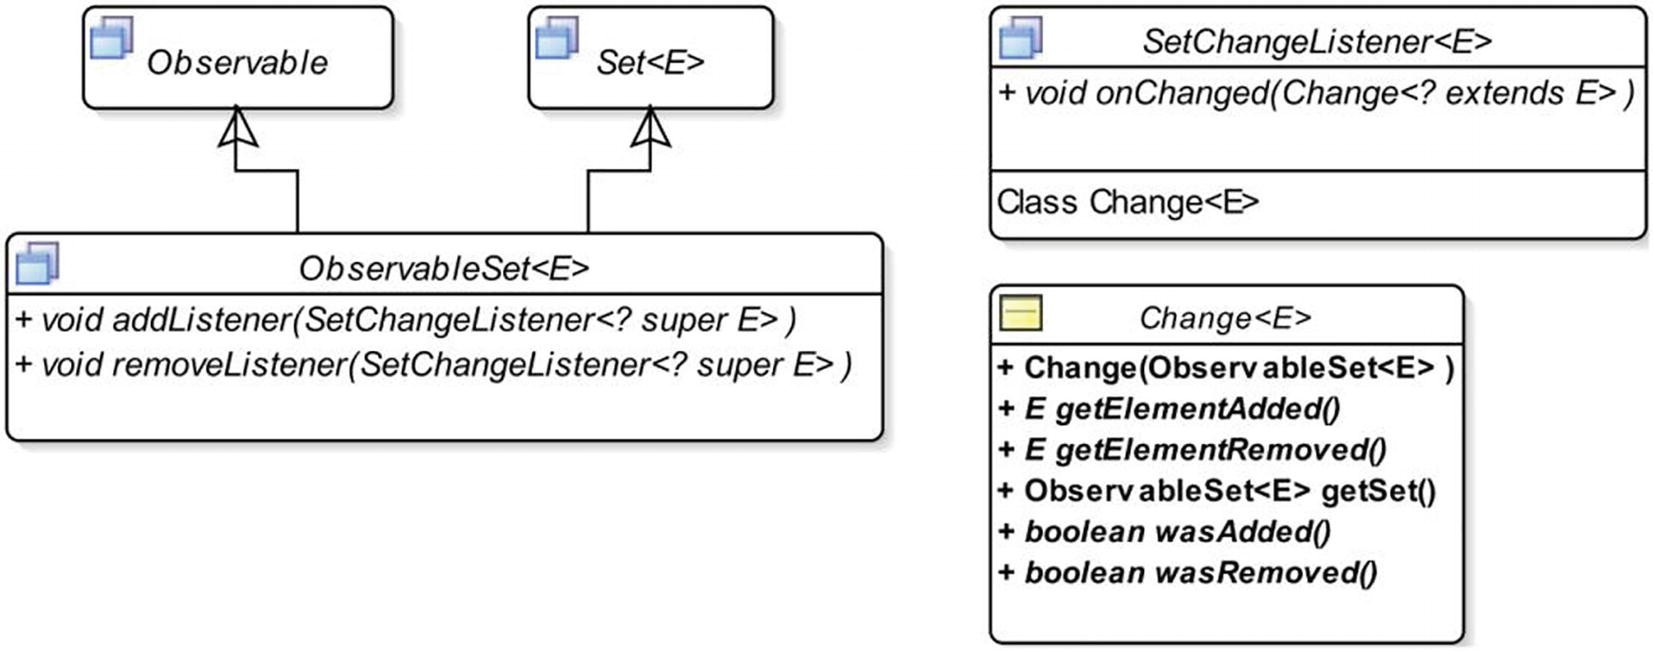 Observable
Set<E>
ObservableSet<E>
+ void addListener(SetChangeListener<? super E> )
+ void removeListener(SetChangeListener<? super E> )
SetChangeListener<E>
+ void onChanged(Change<? extends E> )
Class Change<E>
Change<E>
+ Change(ObservableSet<E> )
+ E getElementAdded()
+ E getElementRemoved()
+ ObservableSet<E> getSet()
+ boolean wasAdded()
+ boolean wasRemoved()